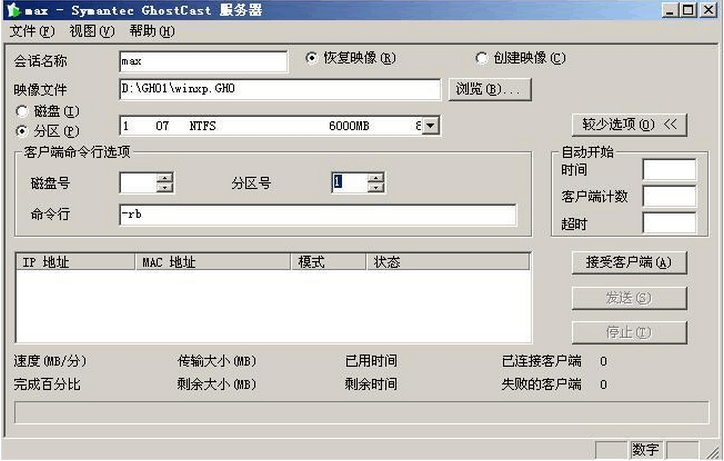 max - Symantec GhostCast 服务器
文件(F) 视图(V) 帮助(H)
会话名称 max 恢复映像(R) 创建映像(C)
映像文件 D:\GHO1\winxp.GHO 浏览(B)...
磁盘(I)
分区(P) 1 07 NTFS 6000MB 8 较少选项(O) <<
客户端命令行选项 自动开始
时间
磁盘号 分区号 1
客户端计数
命令行 -rb
超时
IP 地址 MAC 地址 模式 状态 接受客户端(A)
发送(S)
停止(T)
速度(MB/分) 传输大小(MB) 已用时间 已连接客户端 0
完成百分比 剩余大小(MB) 剩余时间 失败的客户端 0
数字